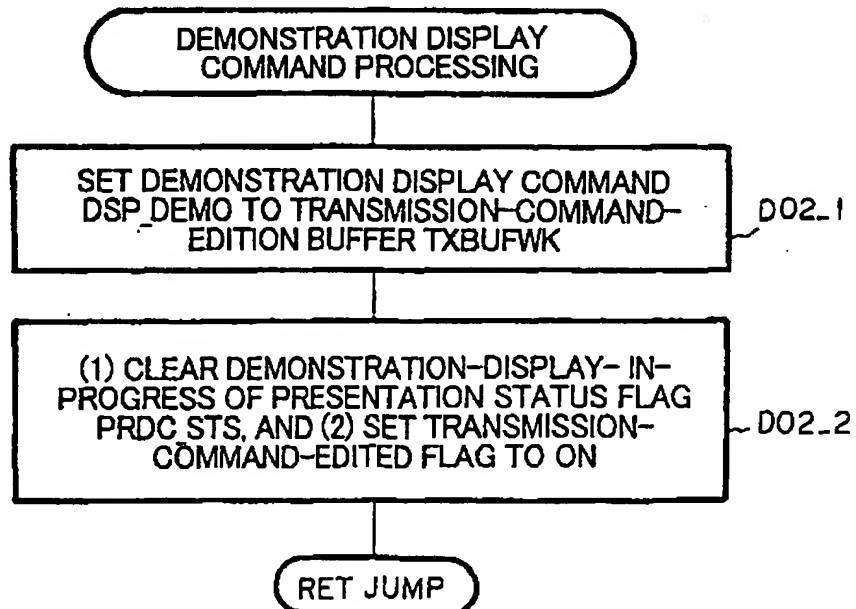 DEMONSTRATION DISPLAY
COMMAND PROCESSING
SET DEMONSTRATION DISPLAY COMMAND
DSP_DEMO TO TRANSMISSION-COMMAND-
EDITION BUFFER TXBUFWK
D02_1
(1) CLEAR DEMONSTRATION-DISPLAY- IN-
PROGRESS OF PRESENTATION STATUS FLAG
PRDC_STS, AND (2) SET TRANSMISSION-
COMMAND-EDITED FLAG TO ON
D02_2
RET JUMP